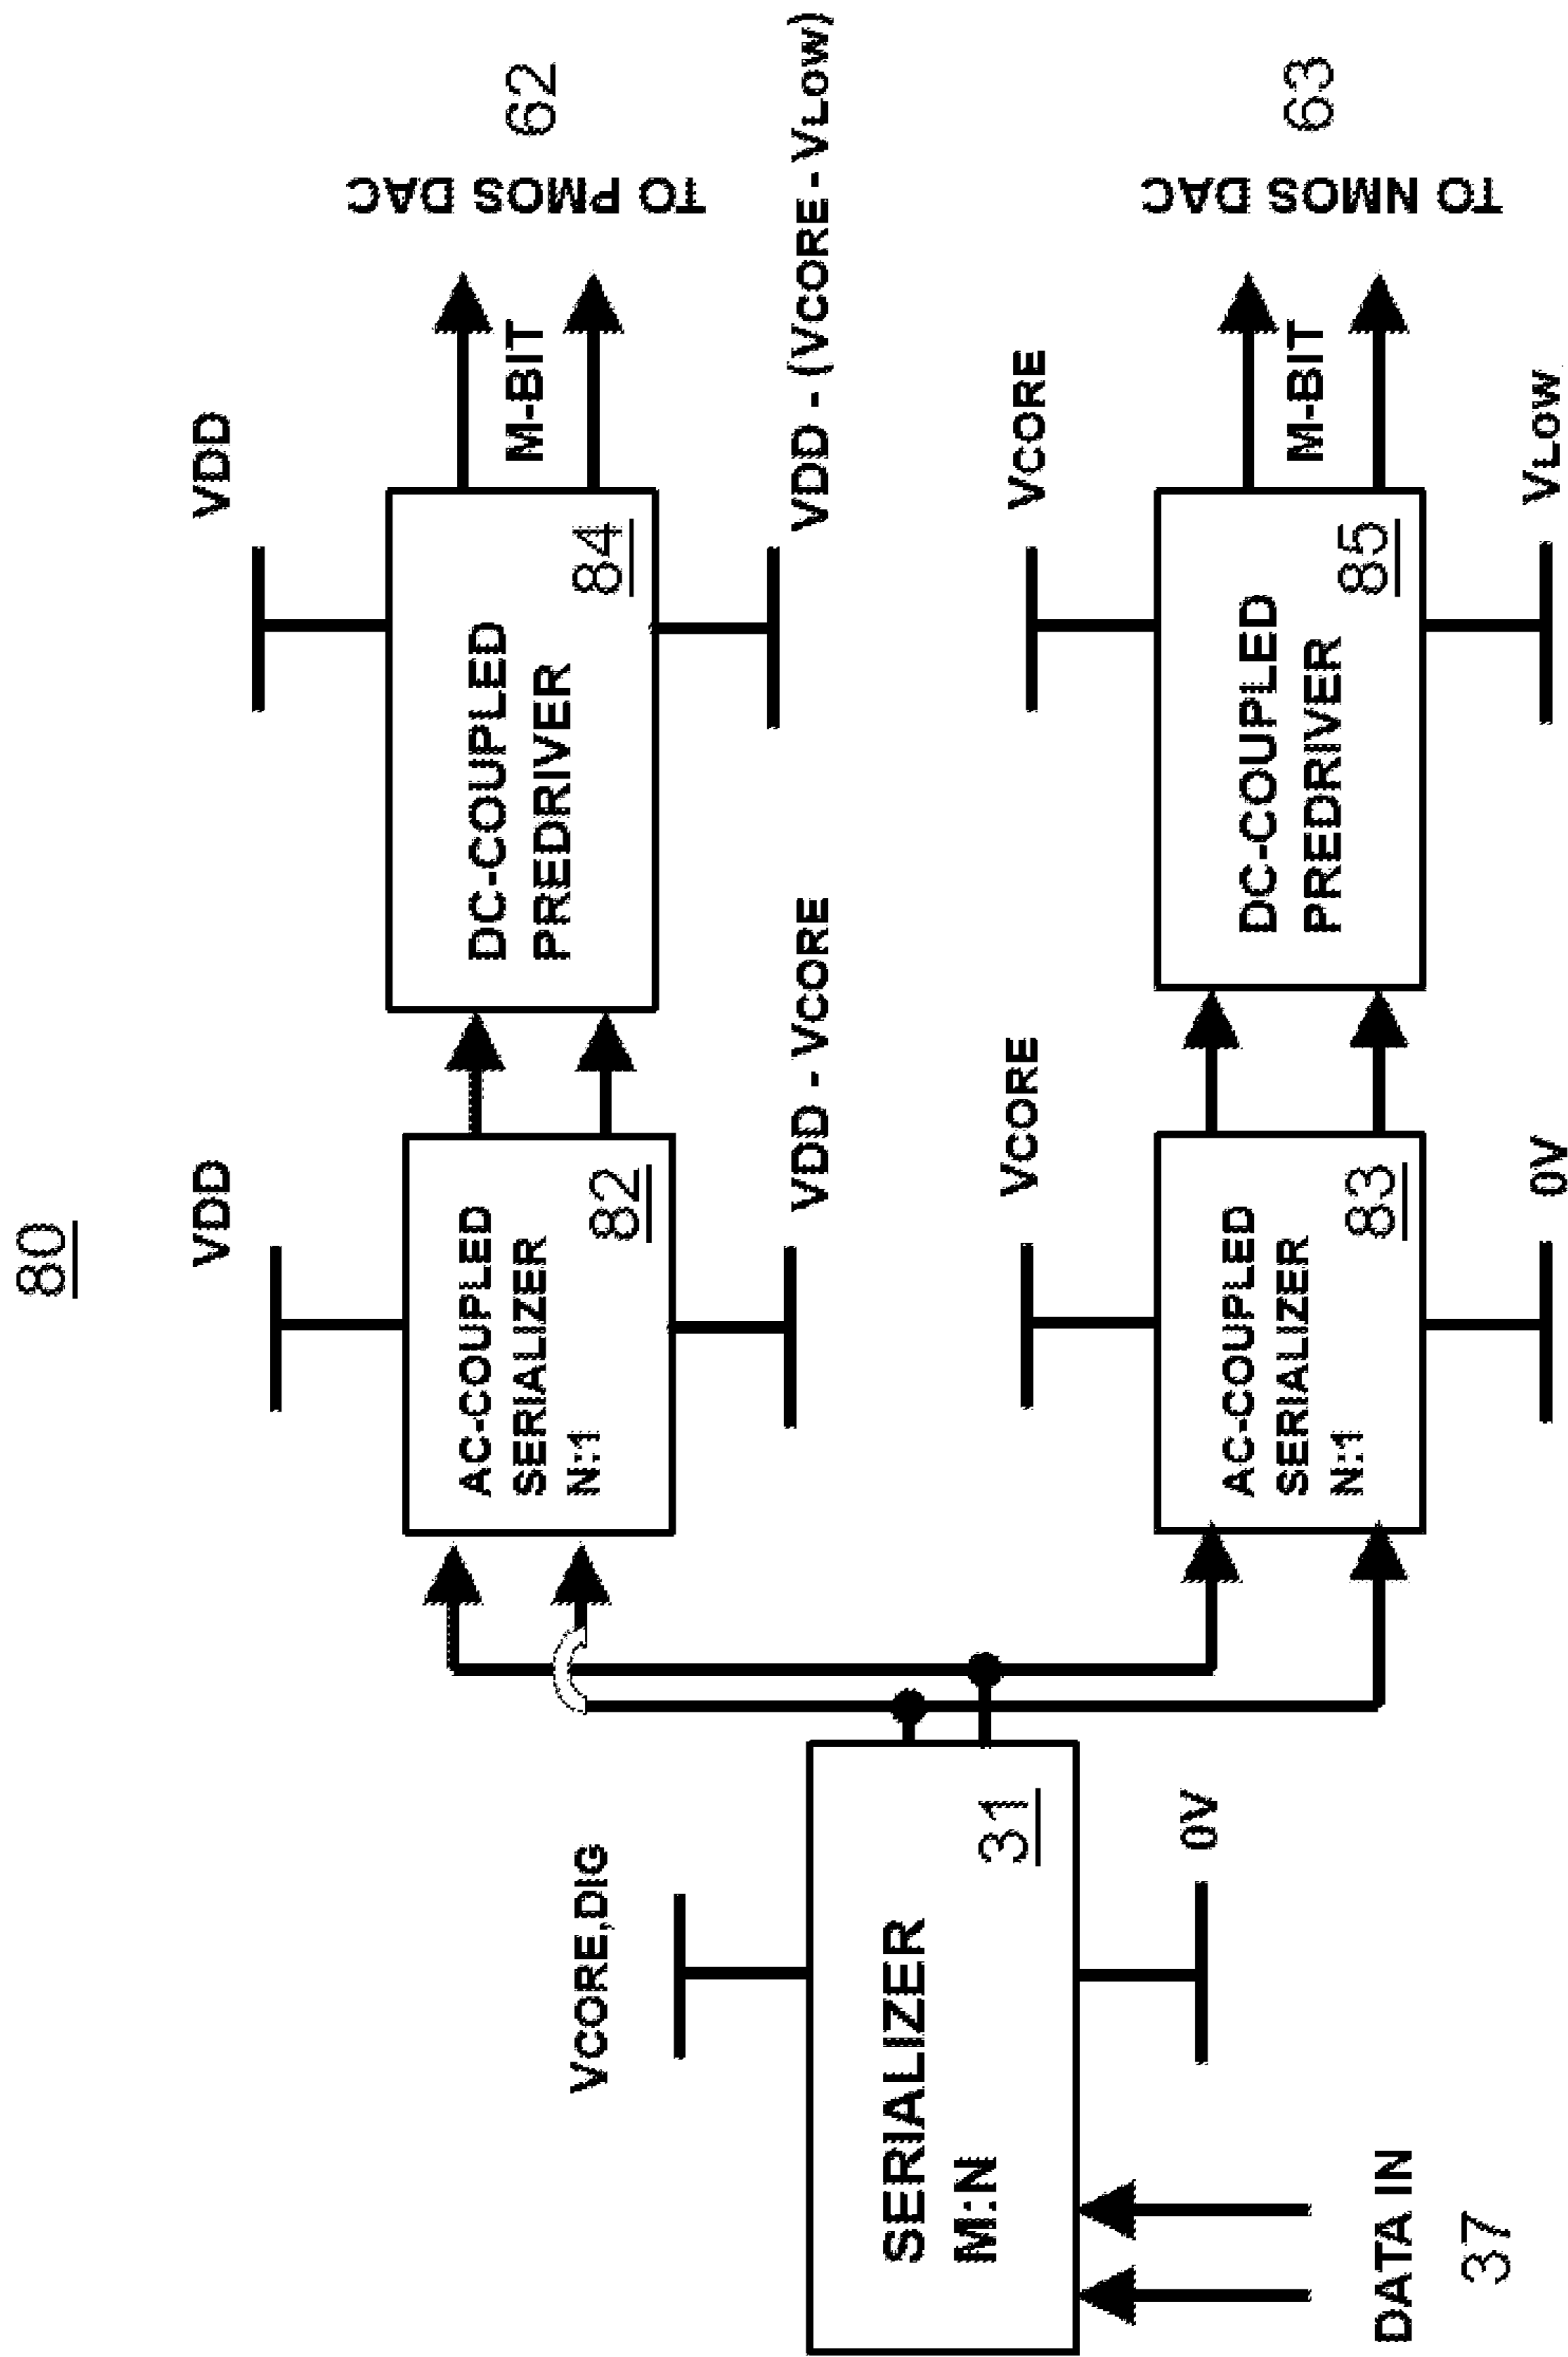 80
VDD
VDD
AC-COUPLED
SERIALIZER
N:1
82
DC-COUPLED
PREDRIVER
84
M-BIT
TO PMOS DAC
62
VDD - VCORE
VDD - (VCORE - VLOW)
VCORE,DIG
SERIALIZER
M:N
31
0V
DATA IN
37
VCORE
VCORE
AC-COUPLED
SERIALIZER
N:1
83
DC-COUPLED
PREDRIVER
85
M-BIT
TO NMOS DAC
63
0V
VLOW